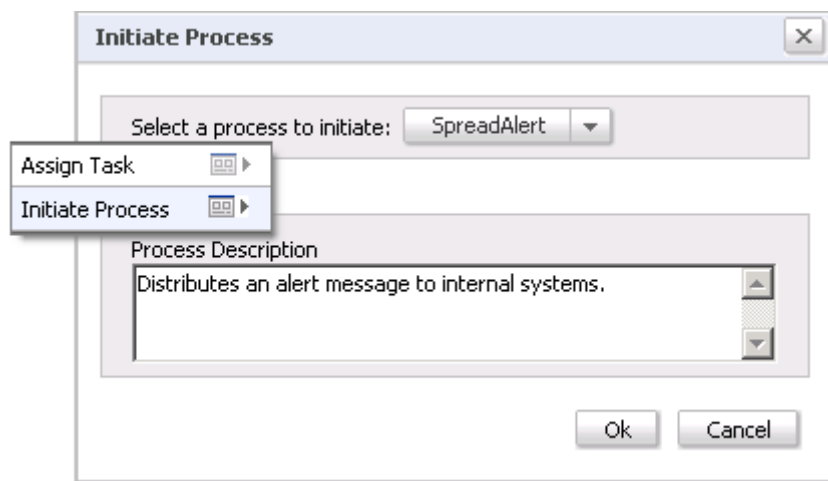 Initiate Process
Select a process to initiate: SpreadAlert
Assign Task
Initiate Process
Process Description
Distributes an alert message to internal systems.
Ok Cancel